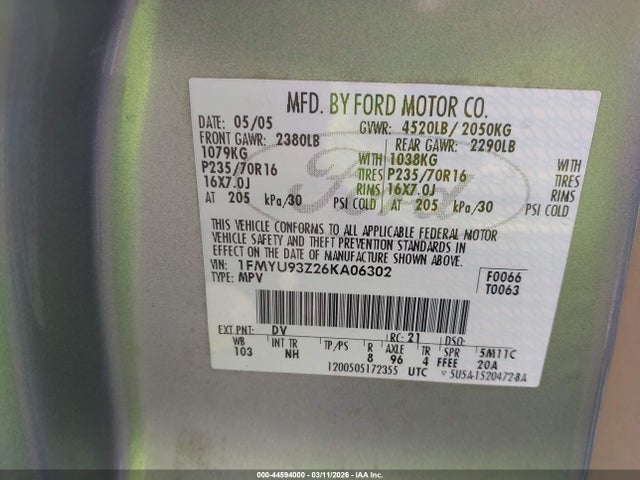 MFD. BY FORD MOTOR CO.
DATE 05/05 GVWR: 4520LB/ 2050KG
FRONT GAWR: 2380LB REAR GAWR: 2290LB
1079KG WITH 1038KG WITH
P235/70R16 TIRES P235/70R16 TIRES
16X7.0J RIMS 16X7.0J RIMS
AT 205 kPa/30 PSI COLD AT 205 kPa/30 PSI COLD
Ford
THIS VEHICLE CONFORMS TO ALL APPLICABLE FEDERAL MOTOR
VEHICLE SAFETY AND THEFT PREVENTION STANDARDS IN
EFFECT ON THE DATE OF MANUFACTURE SHOWN ABOVE.
VIN: 1FMYU93Z26KA06302 F0066
TYPE: MPV T0063
EXT PNT: DV RC: 21 DSO:
WB INT TR TP/PS R AXLE TR SPR 5M11C
103 NH 8 96 4 FFEE 20A
1200505172355 UTC 5U5A-1520472-BA
000-44594000 - 03/11/2026 - IAA Inc.